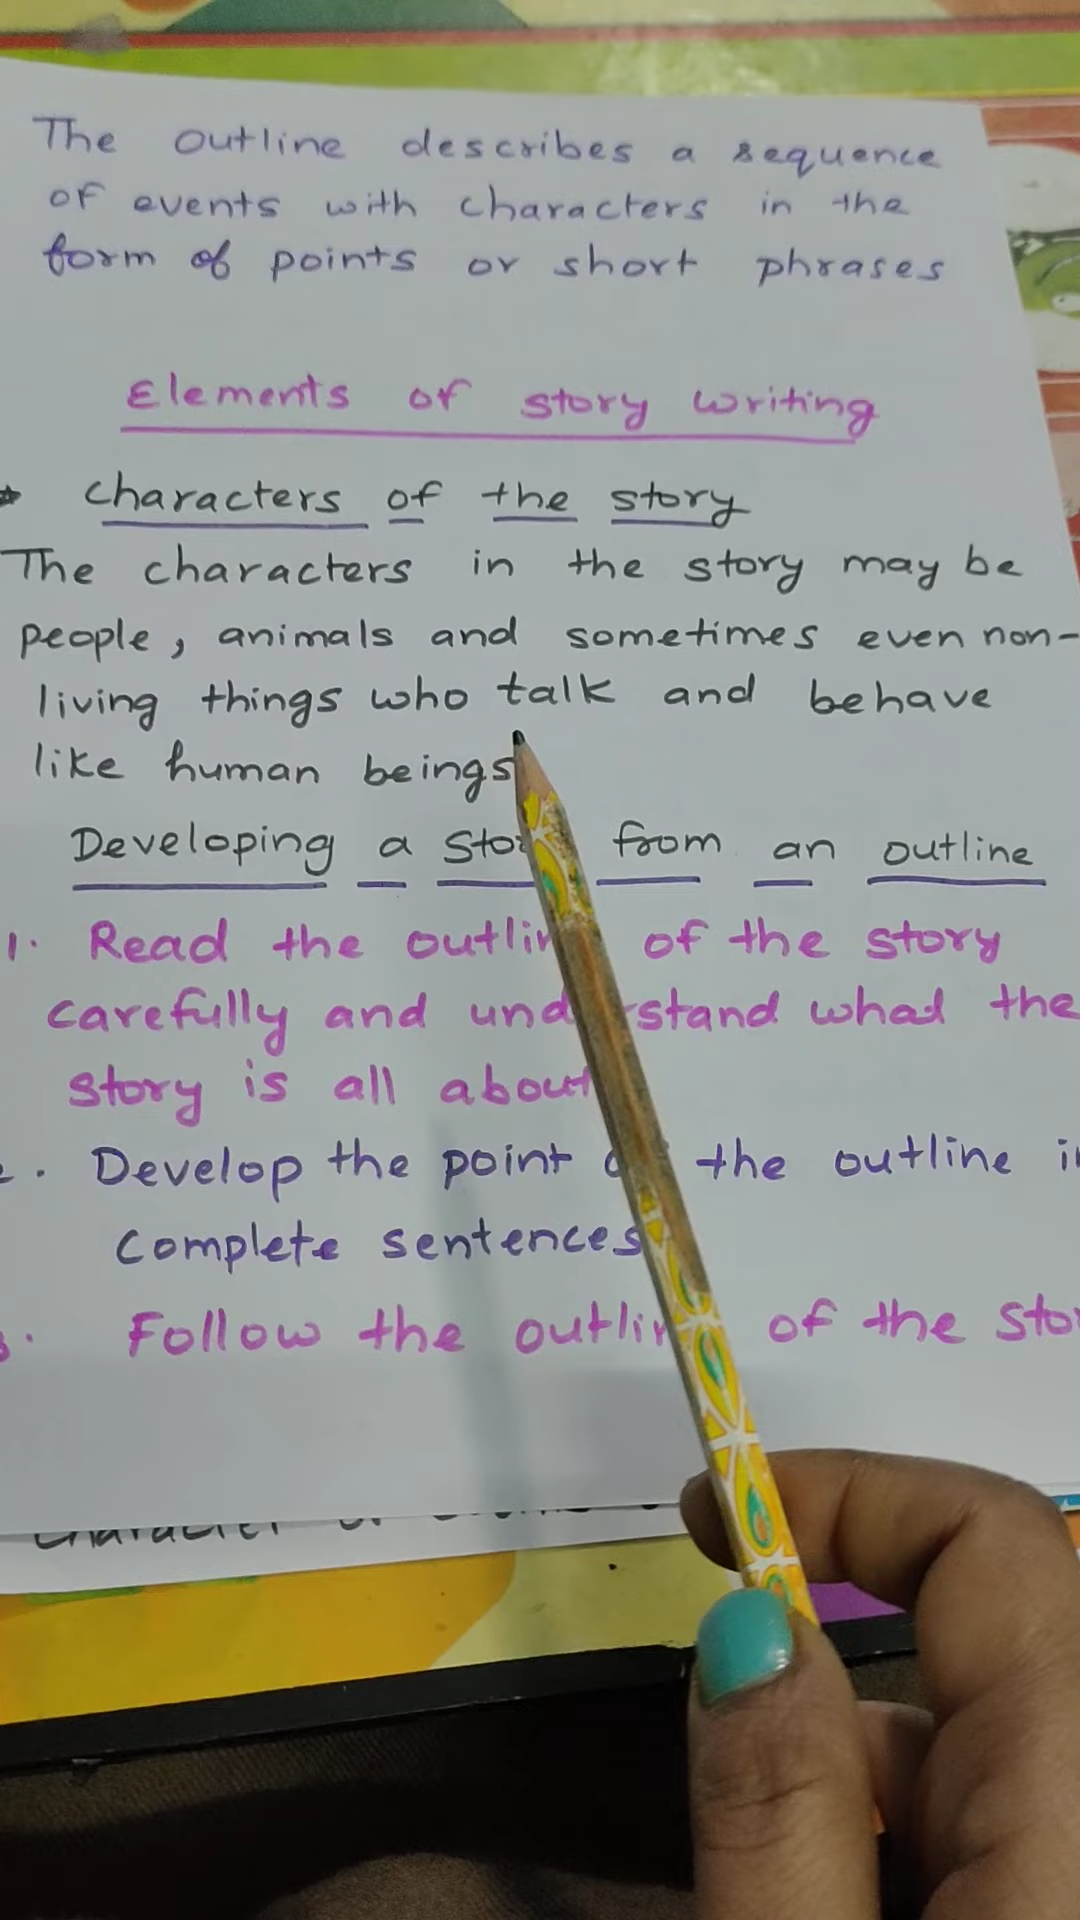 The outline describes a sequence
of events with characters in the
form of points or short phrases
Elements of story writing
characters of the story
The characters in the story may be
people, animals and sometimes even non-
living things who talk and behave
like human beings
Developing a from an outline
1. Read the of the story
carefully and what the
story is all about
Develop the point the outline
complete sentences
Follow the of the
character